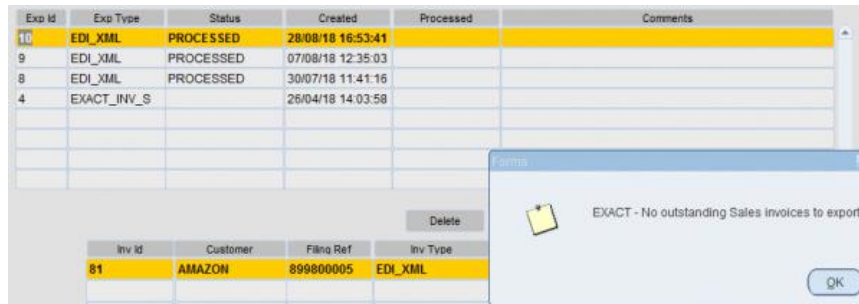 Exp Id Exp Type Status Created Processed Comments
10 EDI_XML PROCESSED 28/08/18 16:53:41
9 EDI_XML PROCESSED 07/08/18 12:35:03
8 EDI_XML PROCESSED 30/07/18 11:41:16
4 EXACT_INV_S 26/04/18 14:03:58
Forms
EXACT - No outstanding Sales invoices to export
Delete
Inv Id Customer Filing Ref Inv Type
81 AMAZON 899800005 EDI_XML
OK